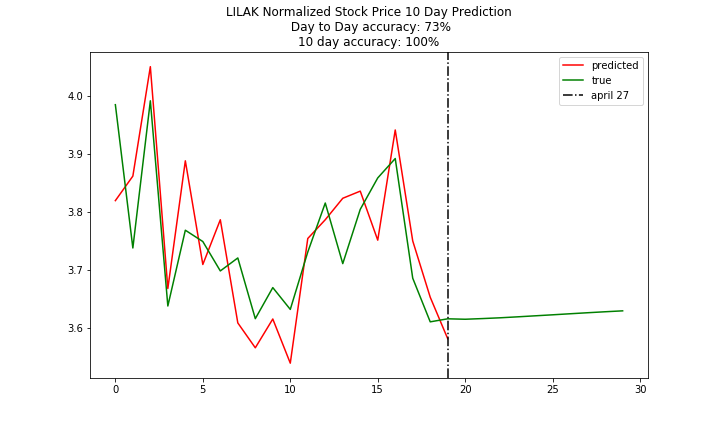 LILAK Normalized Stock Price 10 Day Prediction
Day to Day accuracy: 73%
10 day accuracy: 100%
predicted
true
april 27
4.0
3.9
3.8
3.7
3.6
0 5 10 15 20 25 30